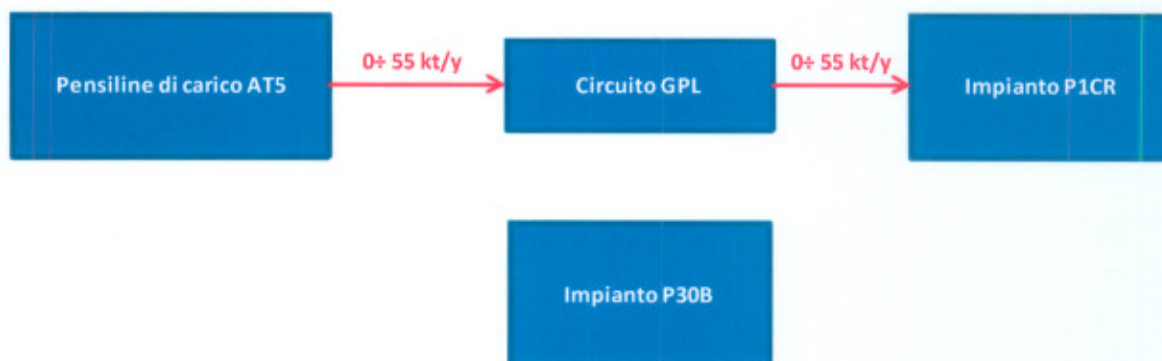 0÷ 55 kt/y
0÷ 55 kt/y
Pensiline di carico AT5
Circuito GPL
Impianto P1CR
Impianto P30B